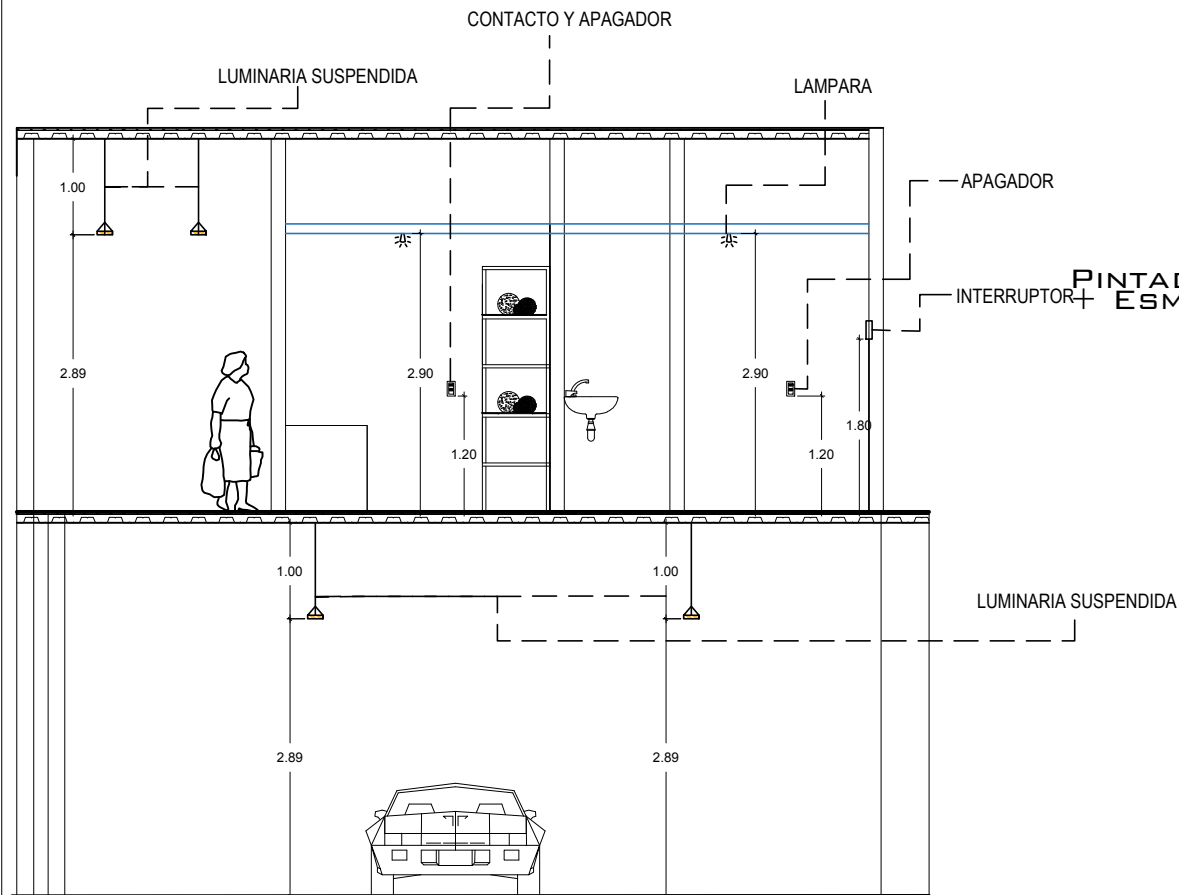 CONTACTO Y APAGADOR
LUMINARIA SUSPENDIDA
LAMPARA
APAGADOR
1.00
INTERRUPTOR
2.89
2.90
2.90
1.80
1.20
1.20
1.00
1.00
LUMINARIA SUSPENDIDA
2.89
2.89